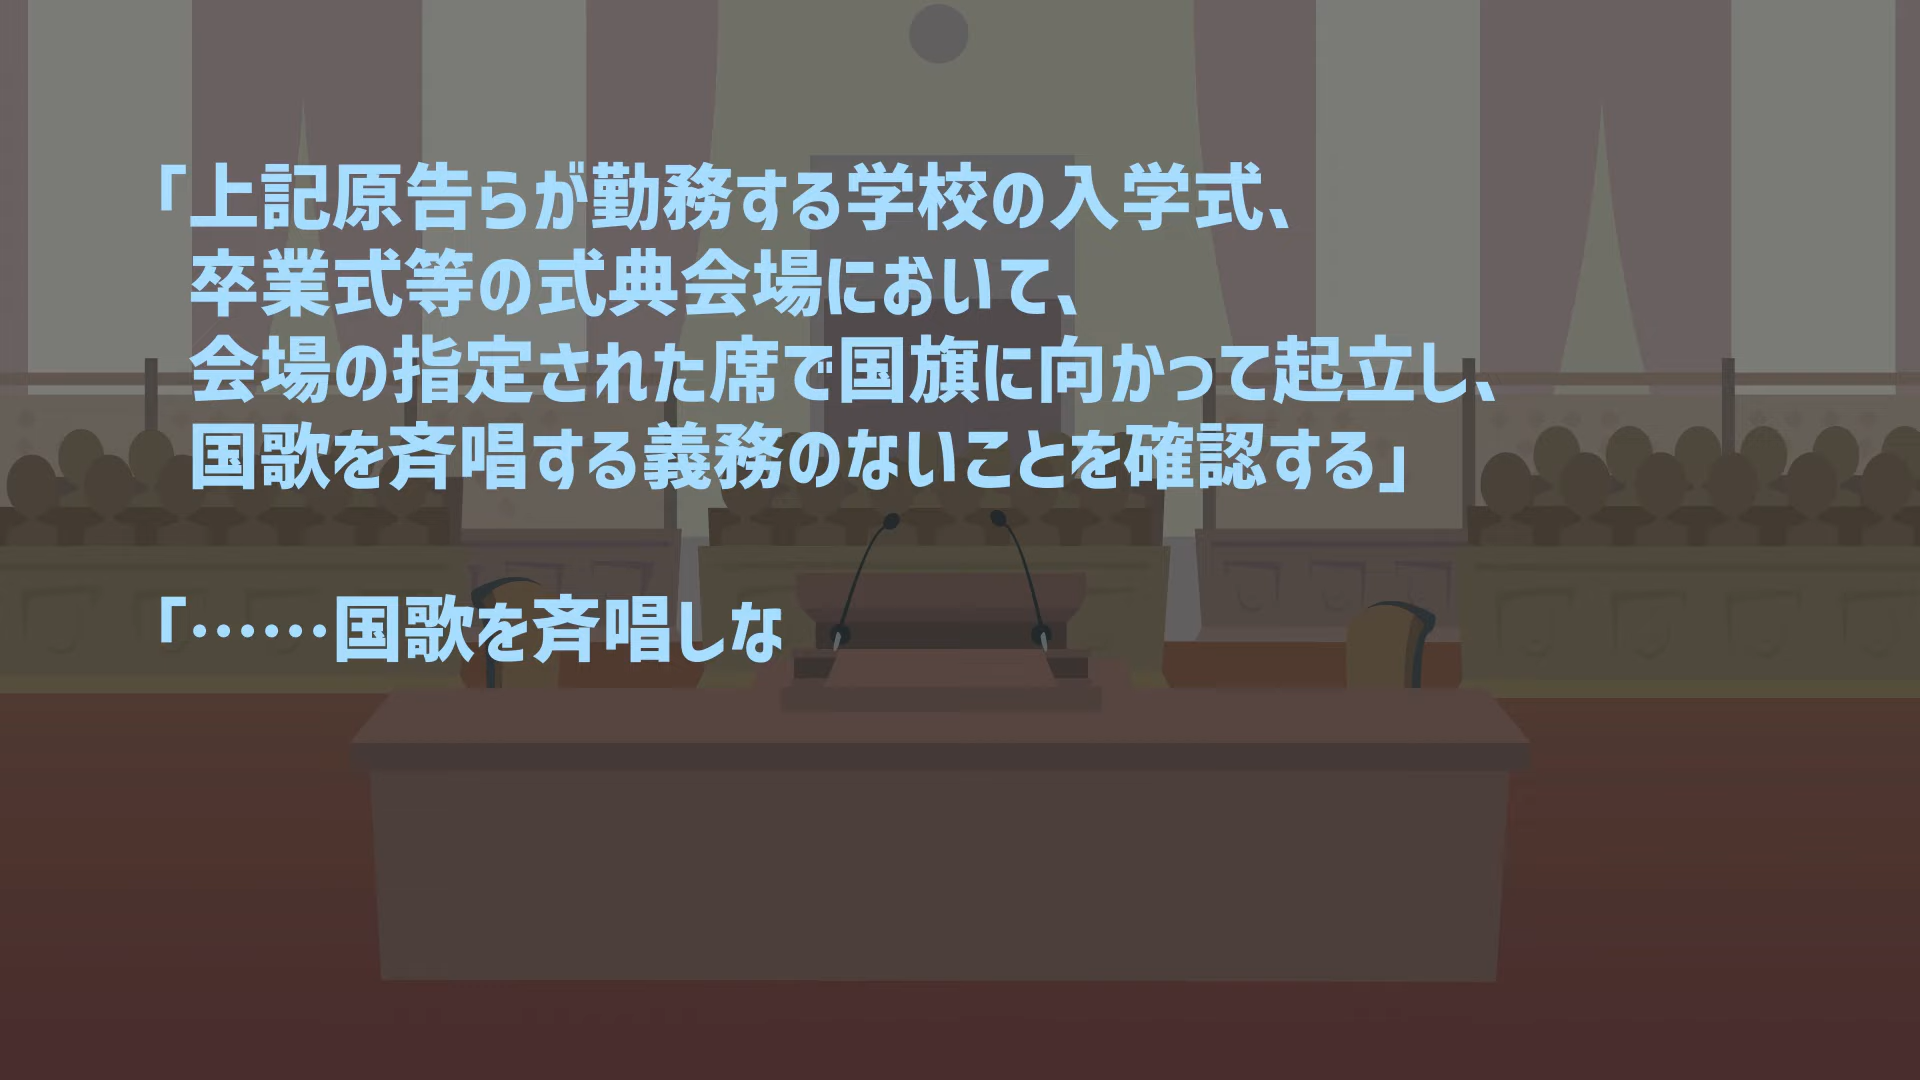 「上記原告らが勤務する学校の入学式、
卒業式等の式典会場において、
会場の指定された席で国旗に向かって起立し、
国歌を斉唱する義務のないことを確認する」
「……国歌を斉唱しな